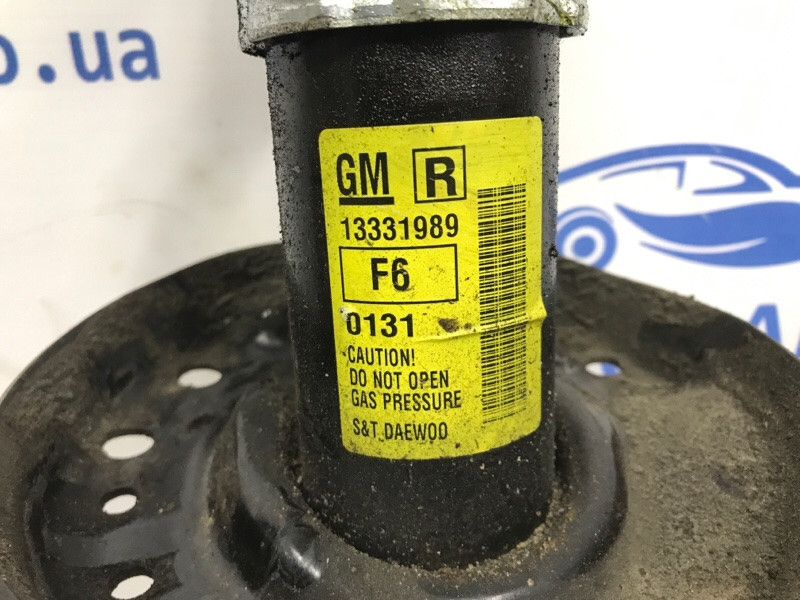 o.ua
GM R
13331989
F6
0131
CAUTION!
DO NOT OPEN
GAS PRESSURE
S&T DAEWOO